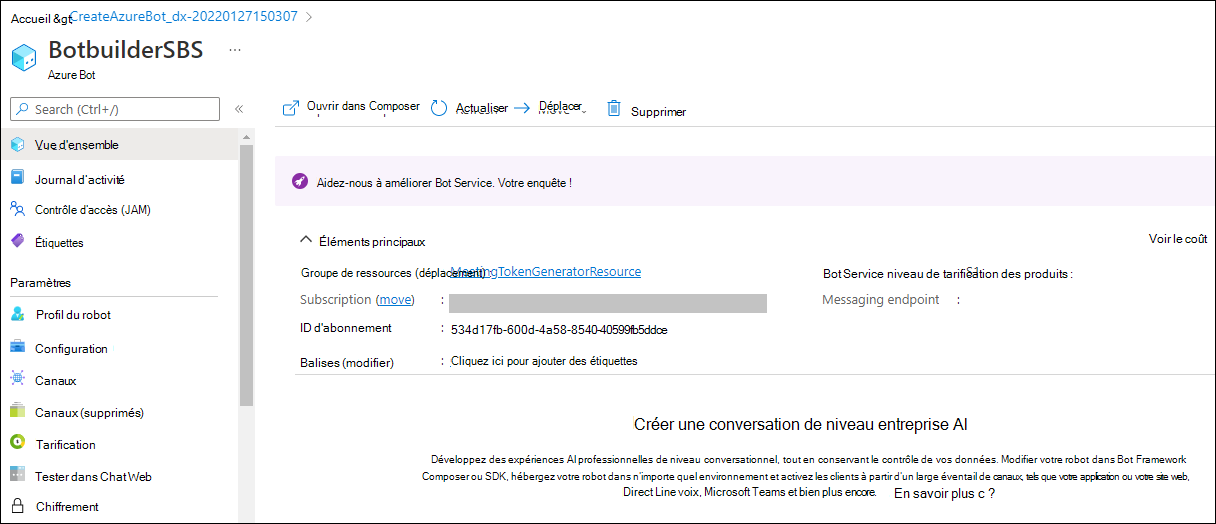 Accueil &gt CreateAzureBot_dx-20220127150307
BotbuilderSBS ...
Azure Bot
Search (Ctrl+/) «
Ouvrir dans Composer Actualiser Déplacer Supprimer
Vue d'ensemble
Journal d'activité
Contrôle d'accès (JAM)
Étiquettes
Paramètres
Profil du robot
Configuration
Canaux
Canaux (supprimés)
Tarification
Tester dans Chat Web
Chiffrement
Aidez-nous à améliorer Bot Service. Votre enquête !
Éléments principaux
Voir le coût
Groupe de ressources (déplacement) : MeetingTokenGeneratorResource
Bot Service niveau de tarification des produits : S1
Subscription (move) :
Messaging endpoint :
ID d'abonnement : 534d17fb-600d-4a58-8540-40599fb5ddce
Balises (modifier) : Cliquez ici pour ajouter des étiquettes
Créer une conversation de niveau entreprise AI
Développez des expériences AI professionnelles de niveau conversationnel, tout en conservant le contrôle de vos données. Modifier votre robot dans Bot Framework
Composer ou SDK, hébergez votre robot dans n'importe quel environnement et activez les clients à partir d'un large éventail de canaux, tels que votre application ou votre site web,
Direct Line voix, Microsoft Teams et bien plus encore. En savoir plus c ?